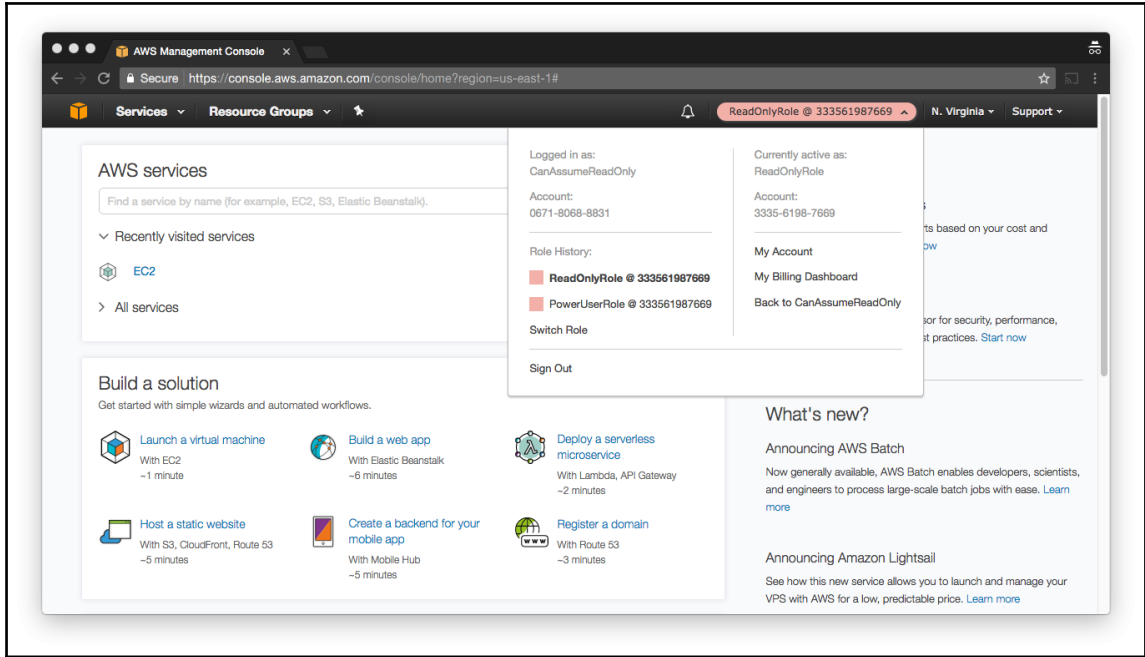 AWS Management Console
Secure https://console.aws.amazon.com/console/home?region=us-east-1#
Services Resource Groups ReadOnlyRole @ 333561987669 N. Virginia Support
AWS services
Find a service by name (for example, EC2, S3, Elastic Beanstalk).
Recently visited services
EC2
All services
Logged in as:
CanAssumeReadOnly
Account:
0671-8068-8831
Role History:
ReadOnlyRole @ 333561987669
PowerUserRole @ 333561987669
Switch Role
Currently active as:
ReadOnlyRole
Account:
3335-6198-7669
My Account
My Billing Dashboard
Back to CanAssumeReadOnly
Sign Out
based on your cost and
for security, performance,
practices. Start now
Build a solution
Get started with simple wizards and automated workflows.
Launch a virtual machine
With EC2
~1 minute
Build a web app
With Elastic Beanstalk
~6 minutes
Deploy a serverless
microservice
With Lambda, API Gateway
~2 minutes
Host a static website
With S3, CloudFront, Route 53
~5 minutes
Create a backend for your
mobile app
With Mobile Hub
~5 minutes
Register a domain
With Route 53
~3 minutes
What's new?
Announcing AWS Batch
Now generally available, AWS Batch enables developers, scientists,
and engineers to process large-scale batch jobs with ease. Learn
more
Announcing Amazon Lightsail
See how this new service allows you to launch and manage your
VPS with AWS for a low, predictable price. Learn more